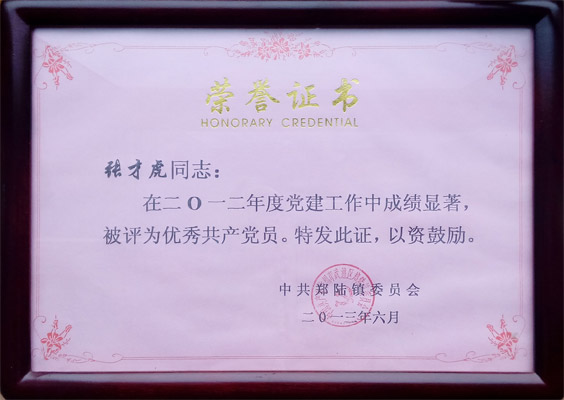 荣誉证书
HONORARY CREDENTIAL
张才虎同志：
在二O一二年度党建工作中成绩显著，
被评为优秀共产党员。特发此证，以资鼓励。
中共郑陆镇委员会
二O一三年六月